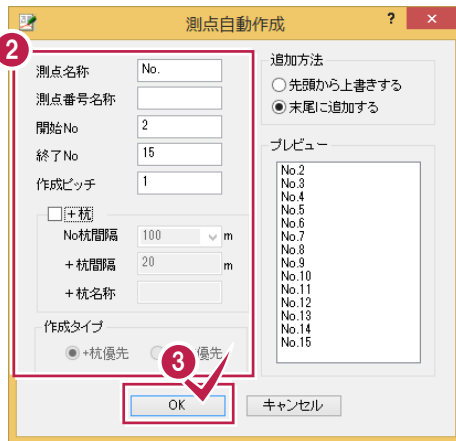 測点自動作成
? ×
2
測点名称 No.
測点番号名称
開始No 2
終了No 15
作成ピッチ 1
+杭
No杭間隔 100 m
+杭間隔 20 m
+杭名称
作成タイプ
+杭優先 優先
3
追加方法
先頭から上書きする
末尾に追加する
プレビュー
No.2
No.3
No.4
No.5
No.6
No.7
No.8
No.9
No.10
No.11
No.12
No.13
No.14
No.15
OK キャンセル